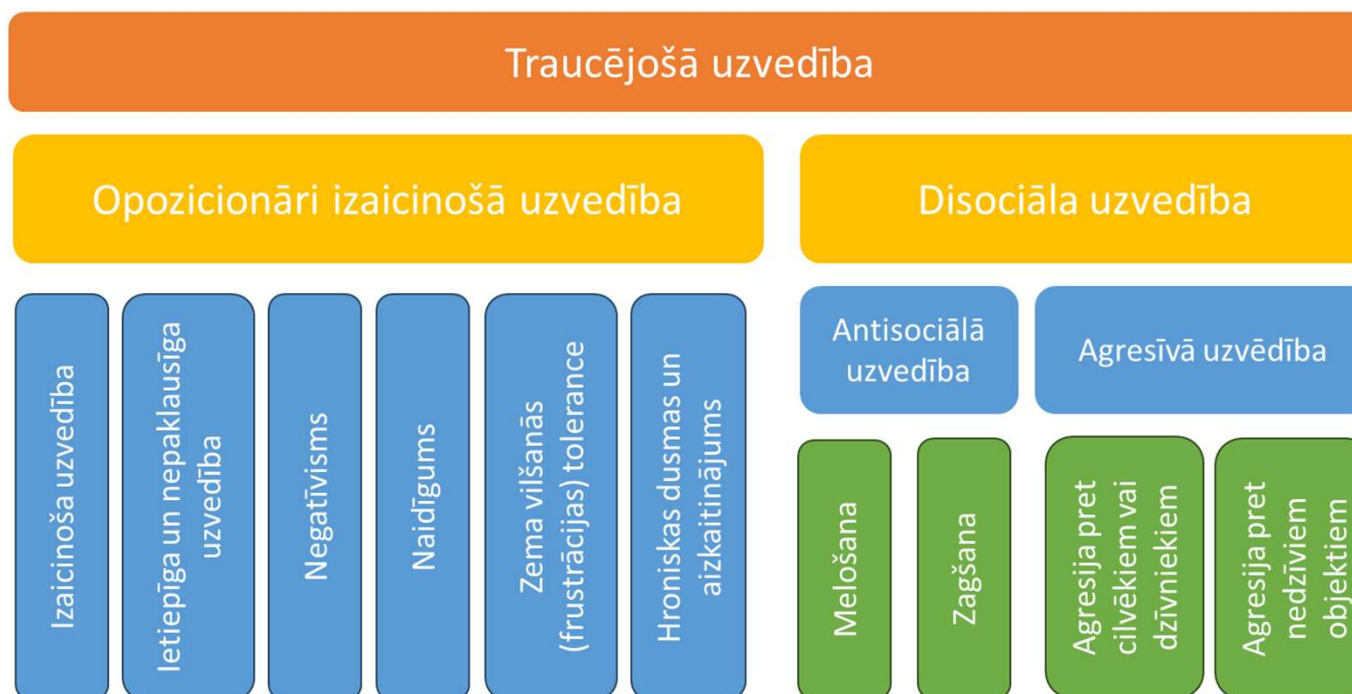 Traucējošā uzvedība
Opozicionāri izaicinošā uzvedība
Disociāla uzvedība
Izaicinoša uzvedība
Ietiepīga un nepaklausīga
uzvedība
Negatīvisms
Naidīgums
Zema vilšanās
(frustrācijas) tolerance
Hroniskas dusmas un
aizkaitinājums
Antisociālā
uzvedība
Agresīvā uzvēdība
Melošana
Zagšana
Agresija pret
cilvēkiem vai
dzīvniekiem
Agresija pret
nedzīviem
objektiem